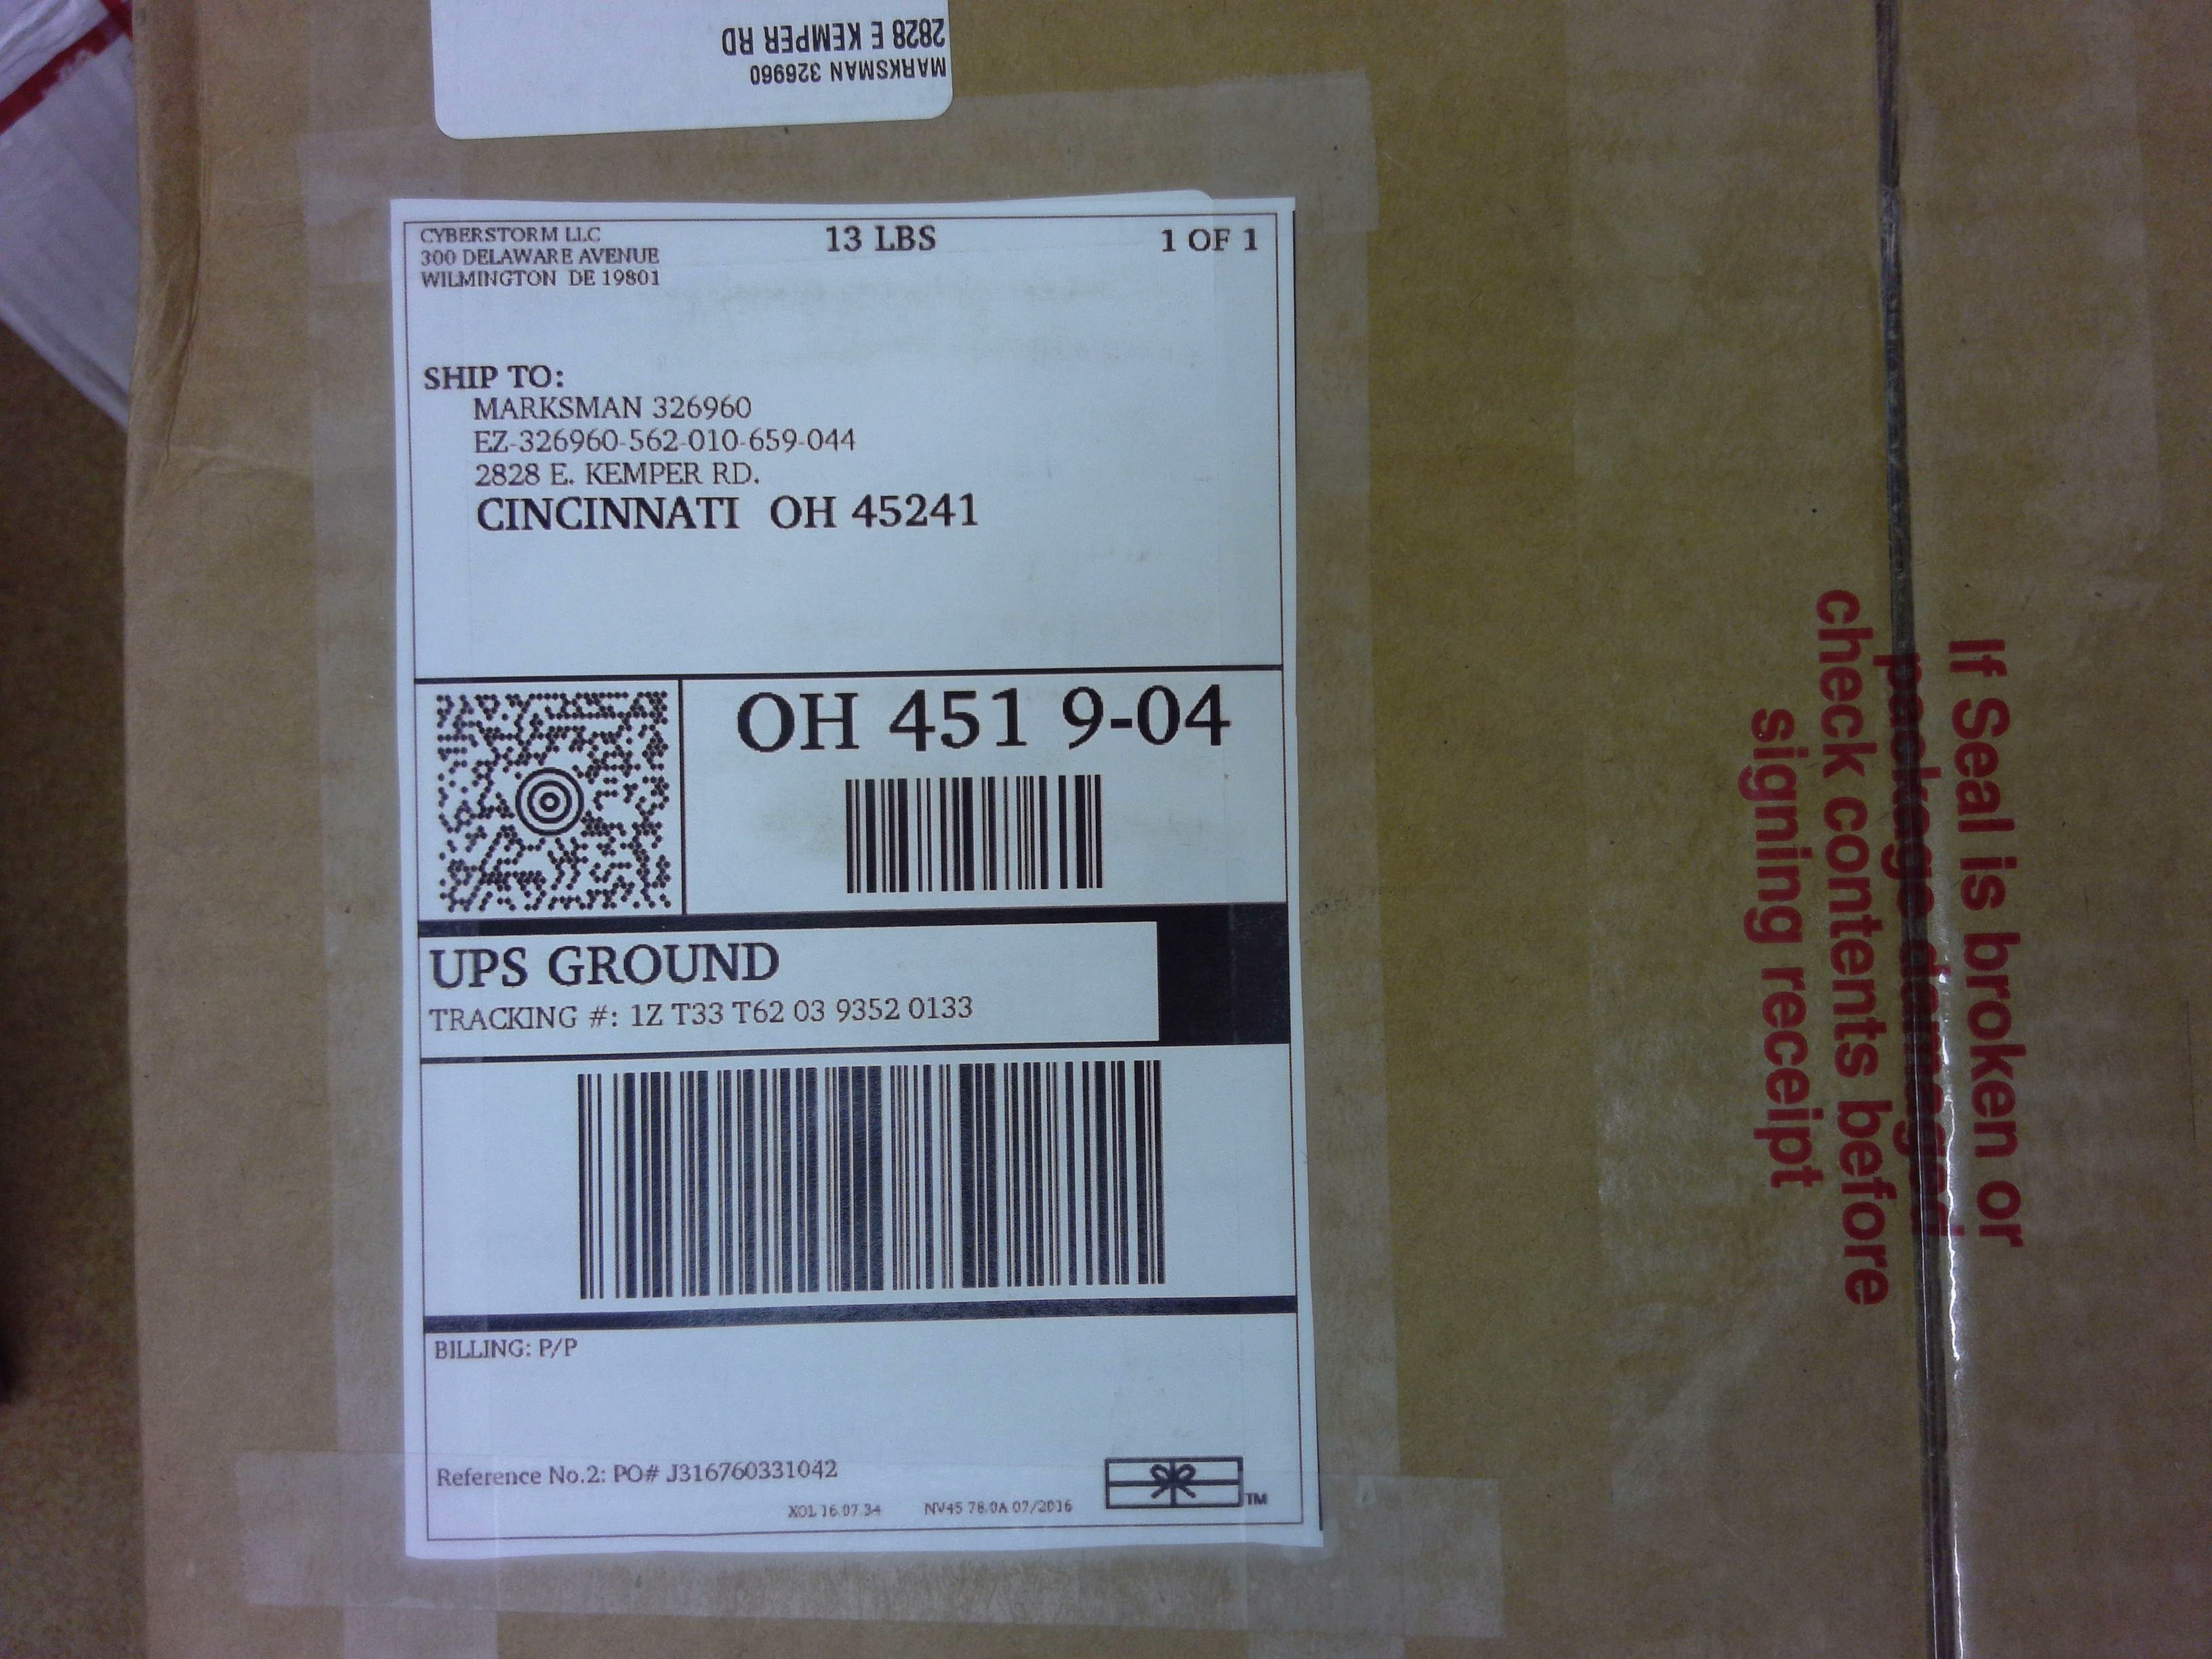 2828 E KEMPER RD
MARKSMAN 326960
CYBERSTORM LLC
300 DELAWARE AVENUE
WILMINGTON DE 19801
13 LBS
1 OF 1
SHIP TO:
MARKSMAN 326960
EZ-326960-562-010-659-044
2828 E. KEMPER RD.
CINCINNATI OH 45241
OH 451 9-04
UPS GROUND
TRACKING #: 1Z T33 T62 03 9352 0133
BILLING: P/P
Reference No.2: PO# J316760331042
XOL 16.07.34
NV45 78.0A 07/2016
TM
If Seal is broken or
package damaged
check contents before
signing receipt